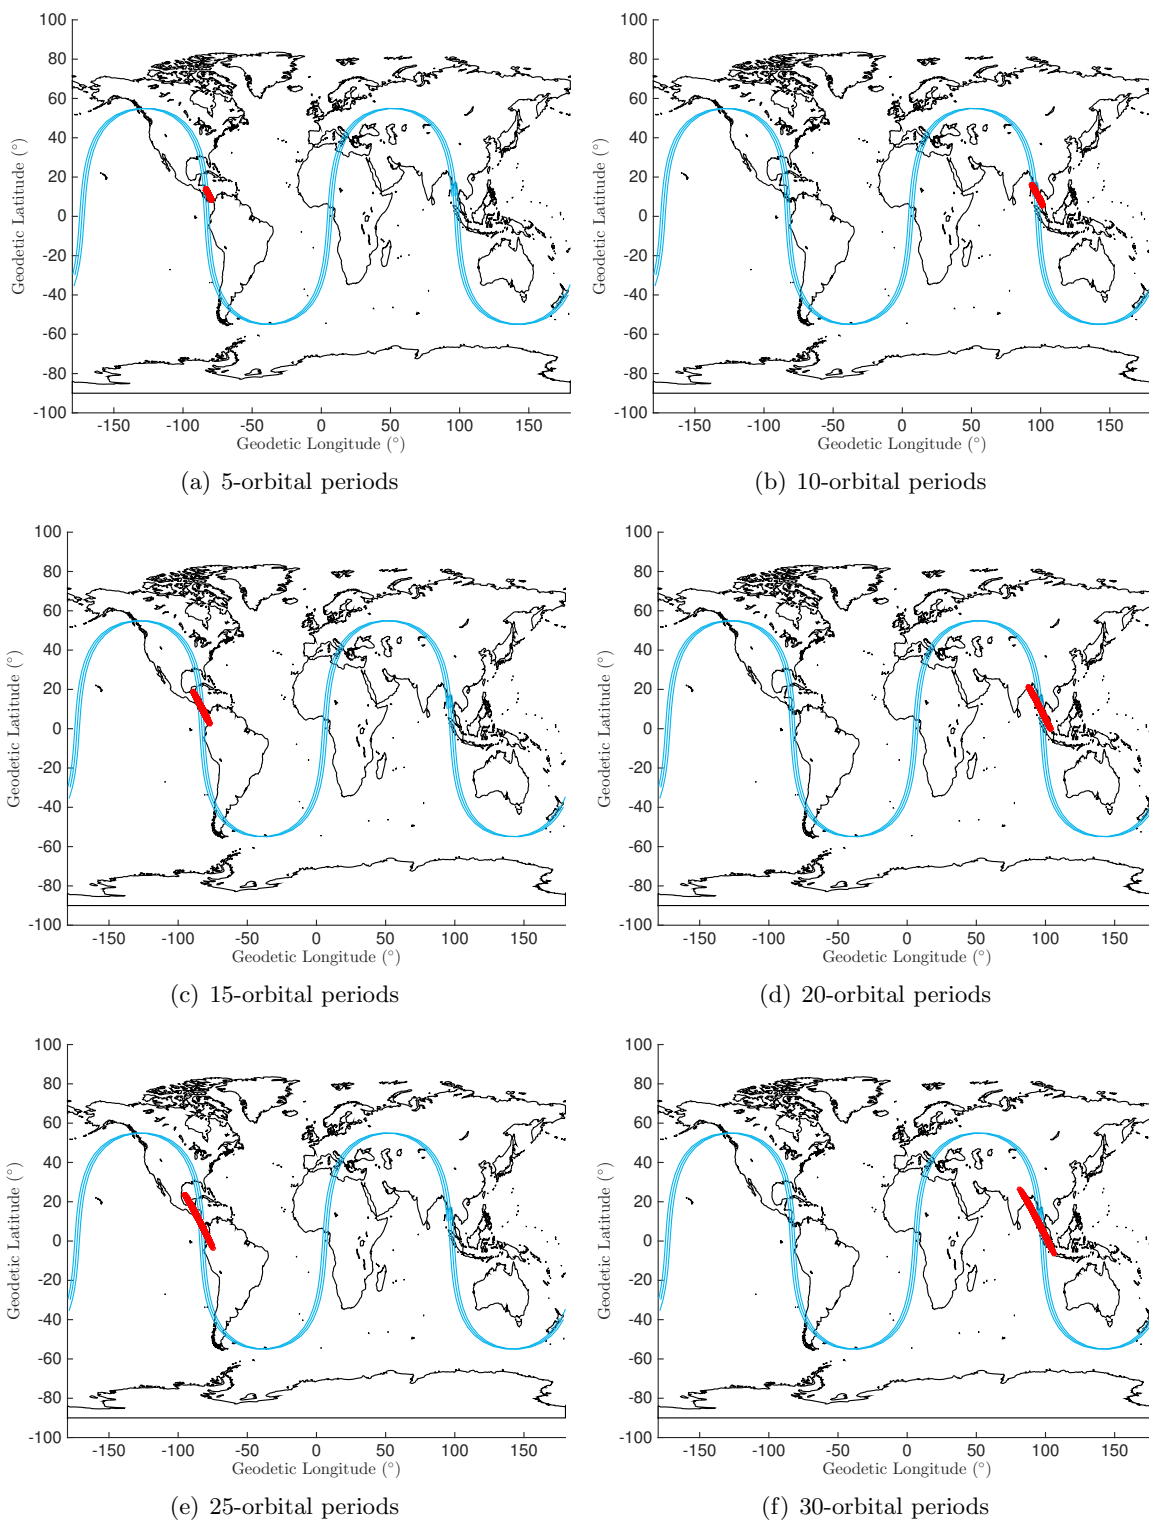 100
80
60
40
20
0
-20
-40
-60
-80
-100
Geodetic Latitude (°)
-150 -100 -50 0 50 100 150
Geodetic Longitude (°)
(a) 5-orbital periods
100
80
60
40
20
0
-20
-40
-60
-80
-100
Geodetic Latitude (°)
-150 -100 -50 0 50 100 150
Geodetic Longitude (°)
(b) 10-orbital periods
100
80
60
40
20
0
-20
-40
-60
-80
-100
Geodetic Latitude (°)
-150 -100 -50 0 50 100 150
Geodetic Longitude (°)
(c) 15-orbital periods
100
80
60
40
20
0
-20
-40
-60
-80
-100
Geodetic Latitude (°)
-150 -100 -50 0 50 100 150
Geodetic Longitude (°)
(d) 20-orbital periods
100
80
60
40
20
0
-20
-40
-60
-80
-100
Geodetic Latitude (°)
-150 -100 -50 0 50 100 150
Geodetic Longitude (°)
(e) 25-orbital periods
100
80
60
40
20
0
-20
-40
-60
-80
-100
Geodetic Latitude (°)
-150 -100 -50 0 50 100 150
Geodetic Longitude (°)
(f) 30-orbital periods